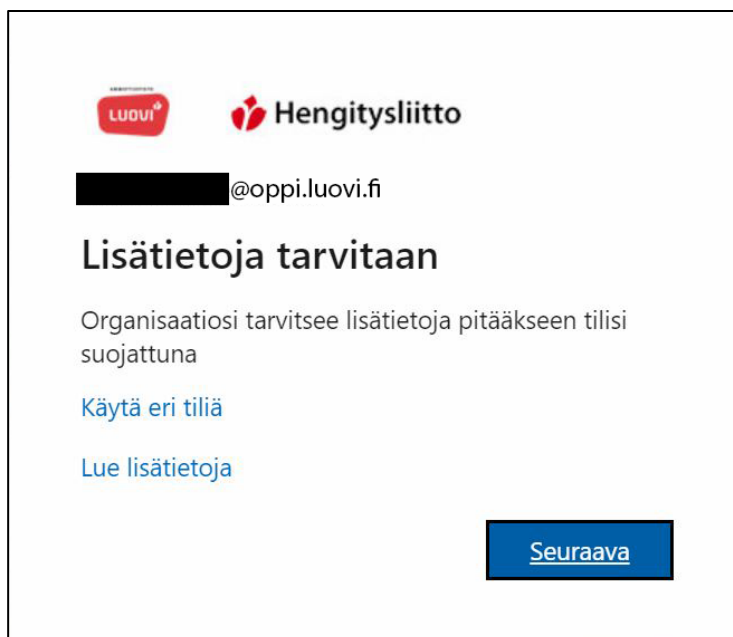 LUOVI
Hengitysliitto
@oppi.luovi.fi
Lisätietoja tarvitaan
Organisaatiosi tarvitsee lisätietoja pitääkseen tilisi
suojattuna
Käytä eri tiliä
Lue lisätietoja
Seuraava